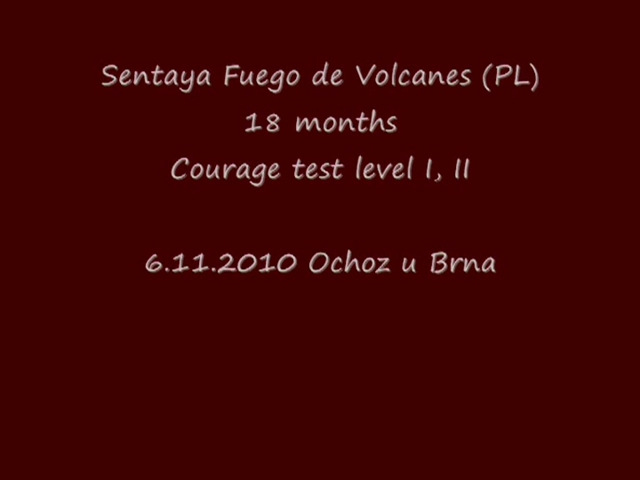 Sentaya Fuego de Volcanes (PL)
18 months
Courage test level I, II
6.11.2010 Ochoz u Brna